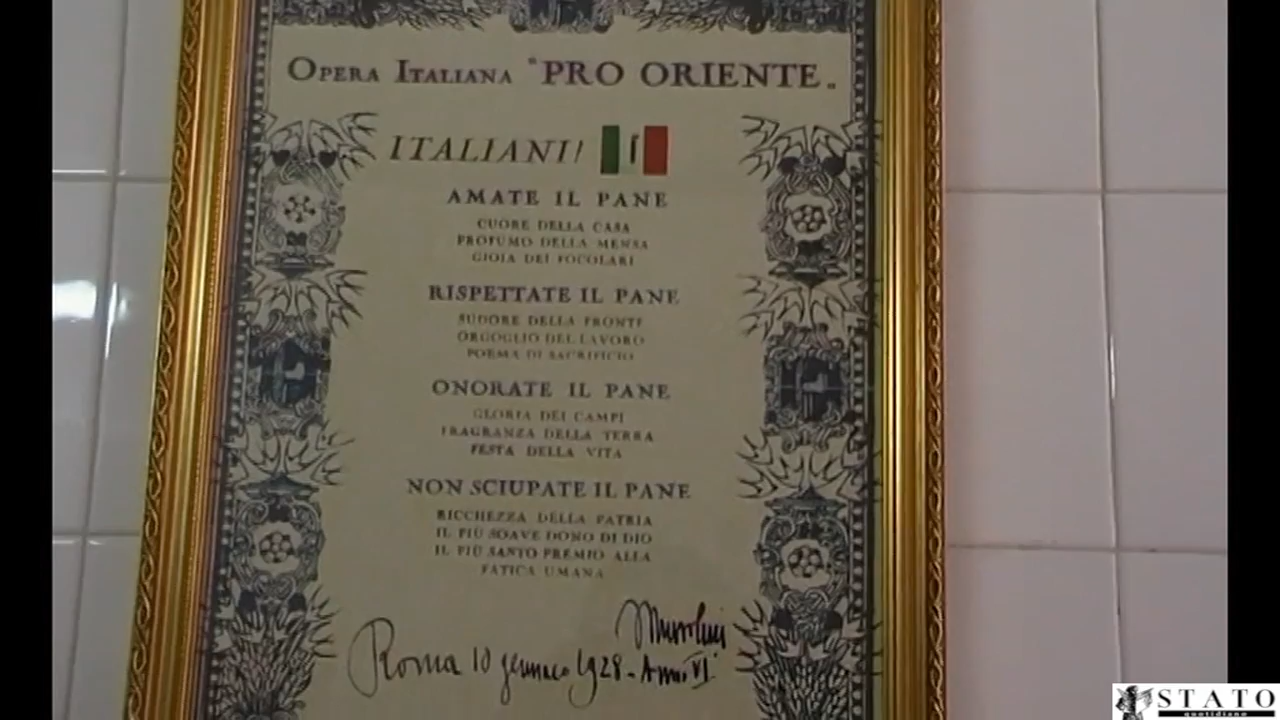 OPERA ITALIANA "PRO ORIENTE„
ITALIANI!
AMATE IL PANE
CUORE DELLA CASA
PROFUMO DELLA MENSA
GIOIA DEI FOCOLARI
RISPETTATE IL PANE
SUDORE DELLA FRONTE
ORGOGLIO DEL LAVORO
POEMA DI SACRIFICIO
ONORATE IL PANE
GLORIA DEI CAMPI
FRAGRANZA DELLA TERRA
FESTA DELLA VITA
NON SCIUPATE IL PANE
RICCHEZZA DELLA PATRIA
IL PIÙ SOAVE DONO DI DIO
IL PIÙ SANTO PREMIO ALLA
FATICA UMANA
Mussolini
Roma 10 gennaio 1928 - Anno VI
STATO
quotidiano